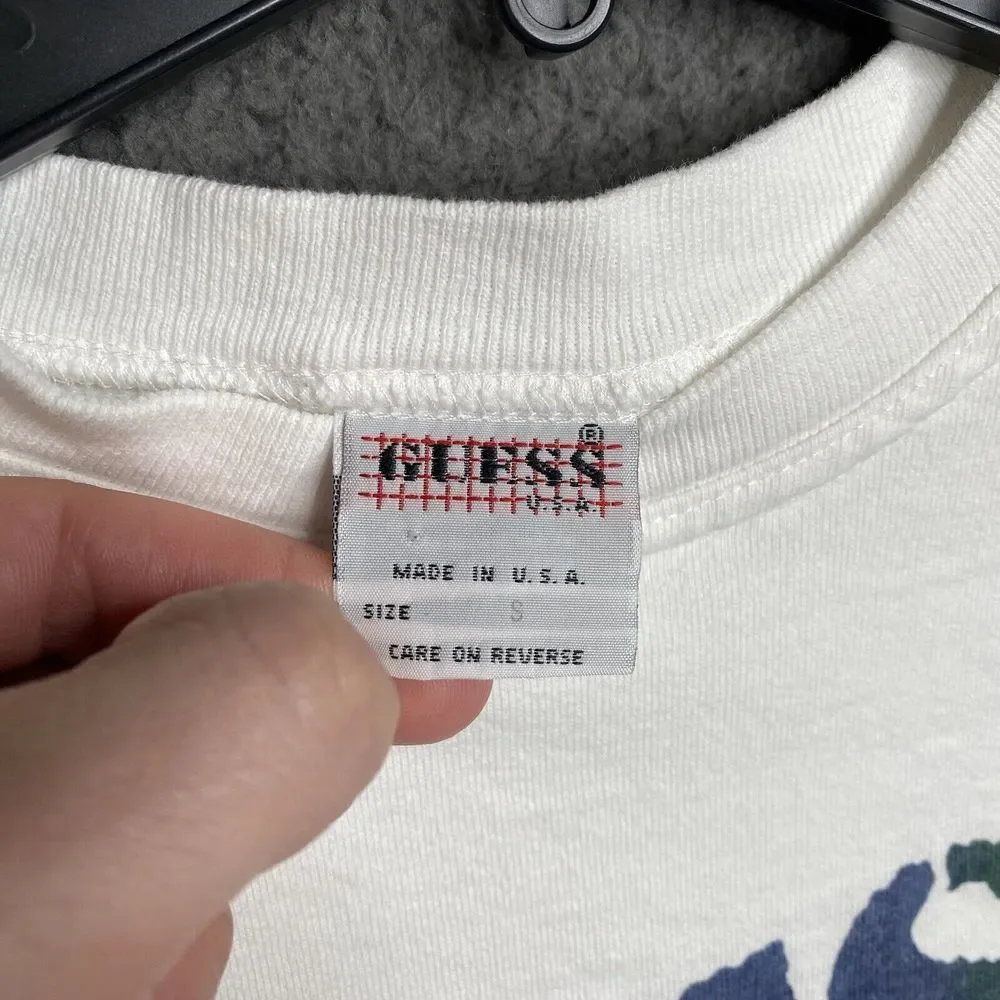 GUESS ®
U.S.A.
MADE IN U.S.A.
SIZE S
CARE ON REVERSE